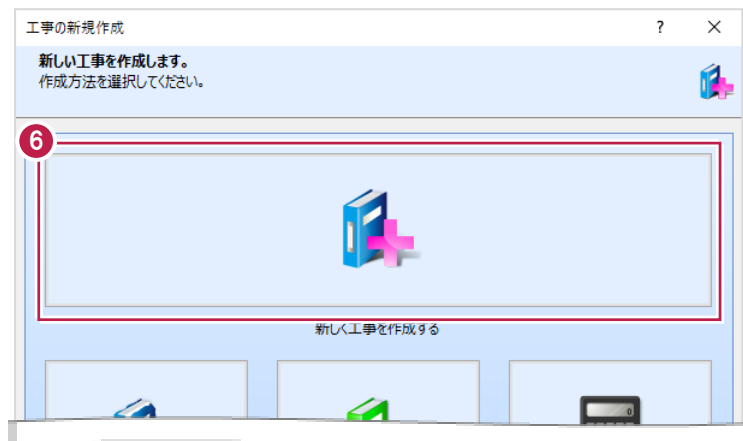 工事の新規作成
?
新しい工事を作成します。
作成方法を選択してください。
6
新しく工事を作成する
0